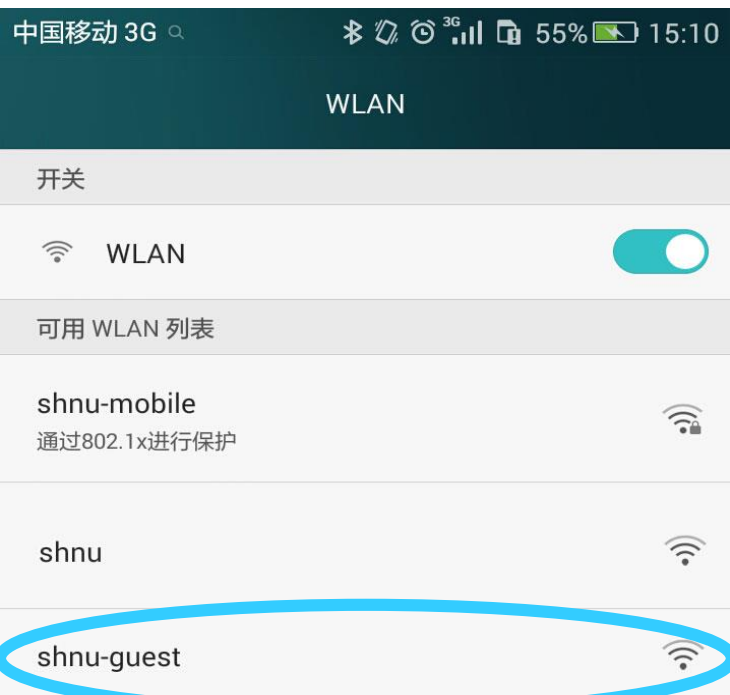 中国移动 3G 3G 55% 15:10
WLAN
开关
WLAN
可用 WLAN 列表
shnu-mobile
通过802.1x进行保护
shnu
shnu-guest